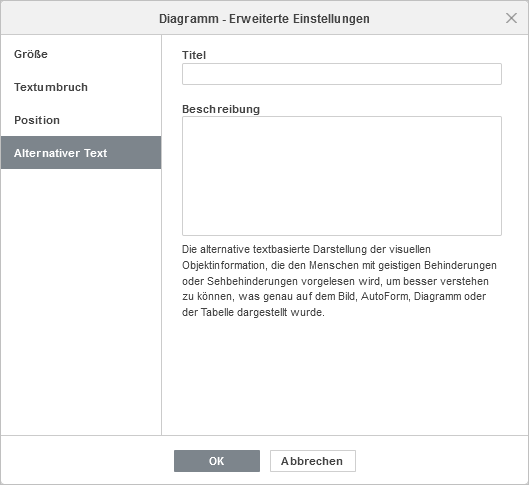 Diagramm - Erweiterte Einstellungen
Größe
Textumbruch
Position
Alternativer Text
Titel
Beschreibung
Die alternative textbasierte Darstellung der visuellen
Objektinformation, die den Menschen mit geistigen Behinderungen
oder Sehbehinderungen vorgelesen wird, um besser verstehen
zu können, was genau auf dem Bild, AutoForm, Diagramm oder
der Tabelle dargestellt wurde.
OK
Abbrechen